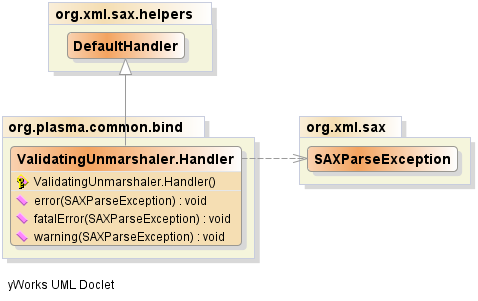 org.xml.sax.helpers
DefaultHandler
org.plasma.common.bind
ValidatingUnmarshaler.Handler
ValidatingUnmarshaler.Handler()
error(SAXParseException) : void
fatalError(SAXParseException) : void
warning(SAXParseException) : void
org.xml.sax
SAXParseException
yWorks UML Doclet